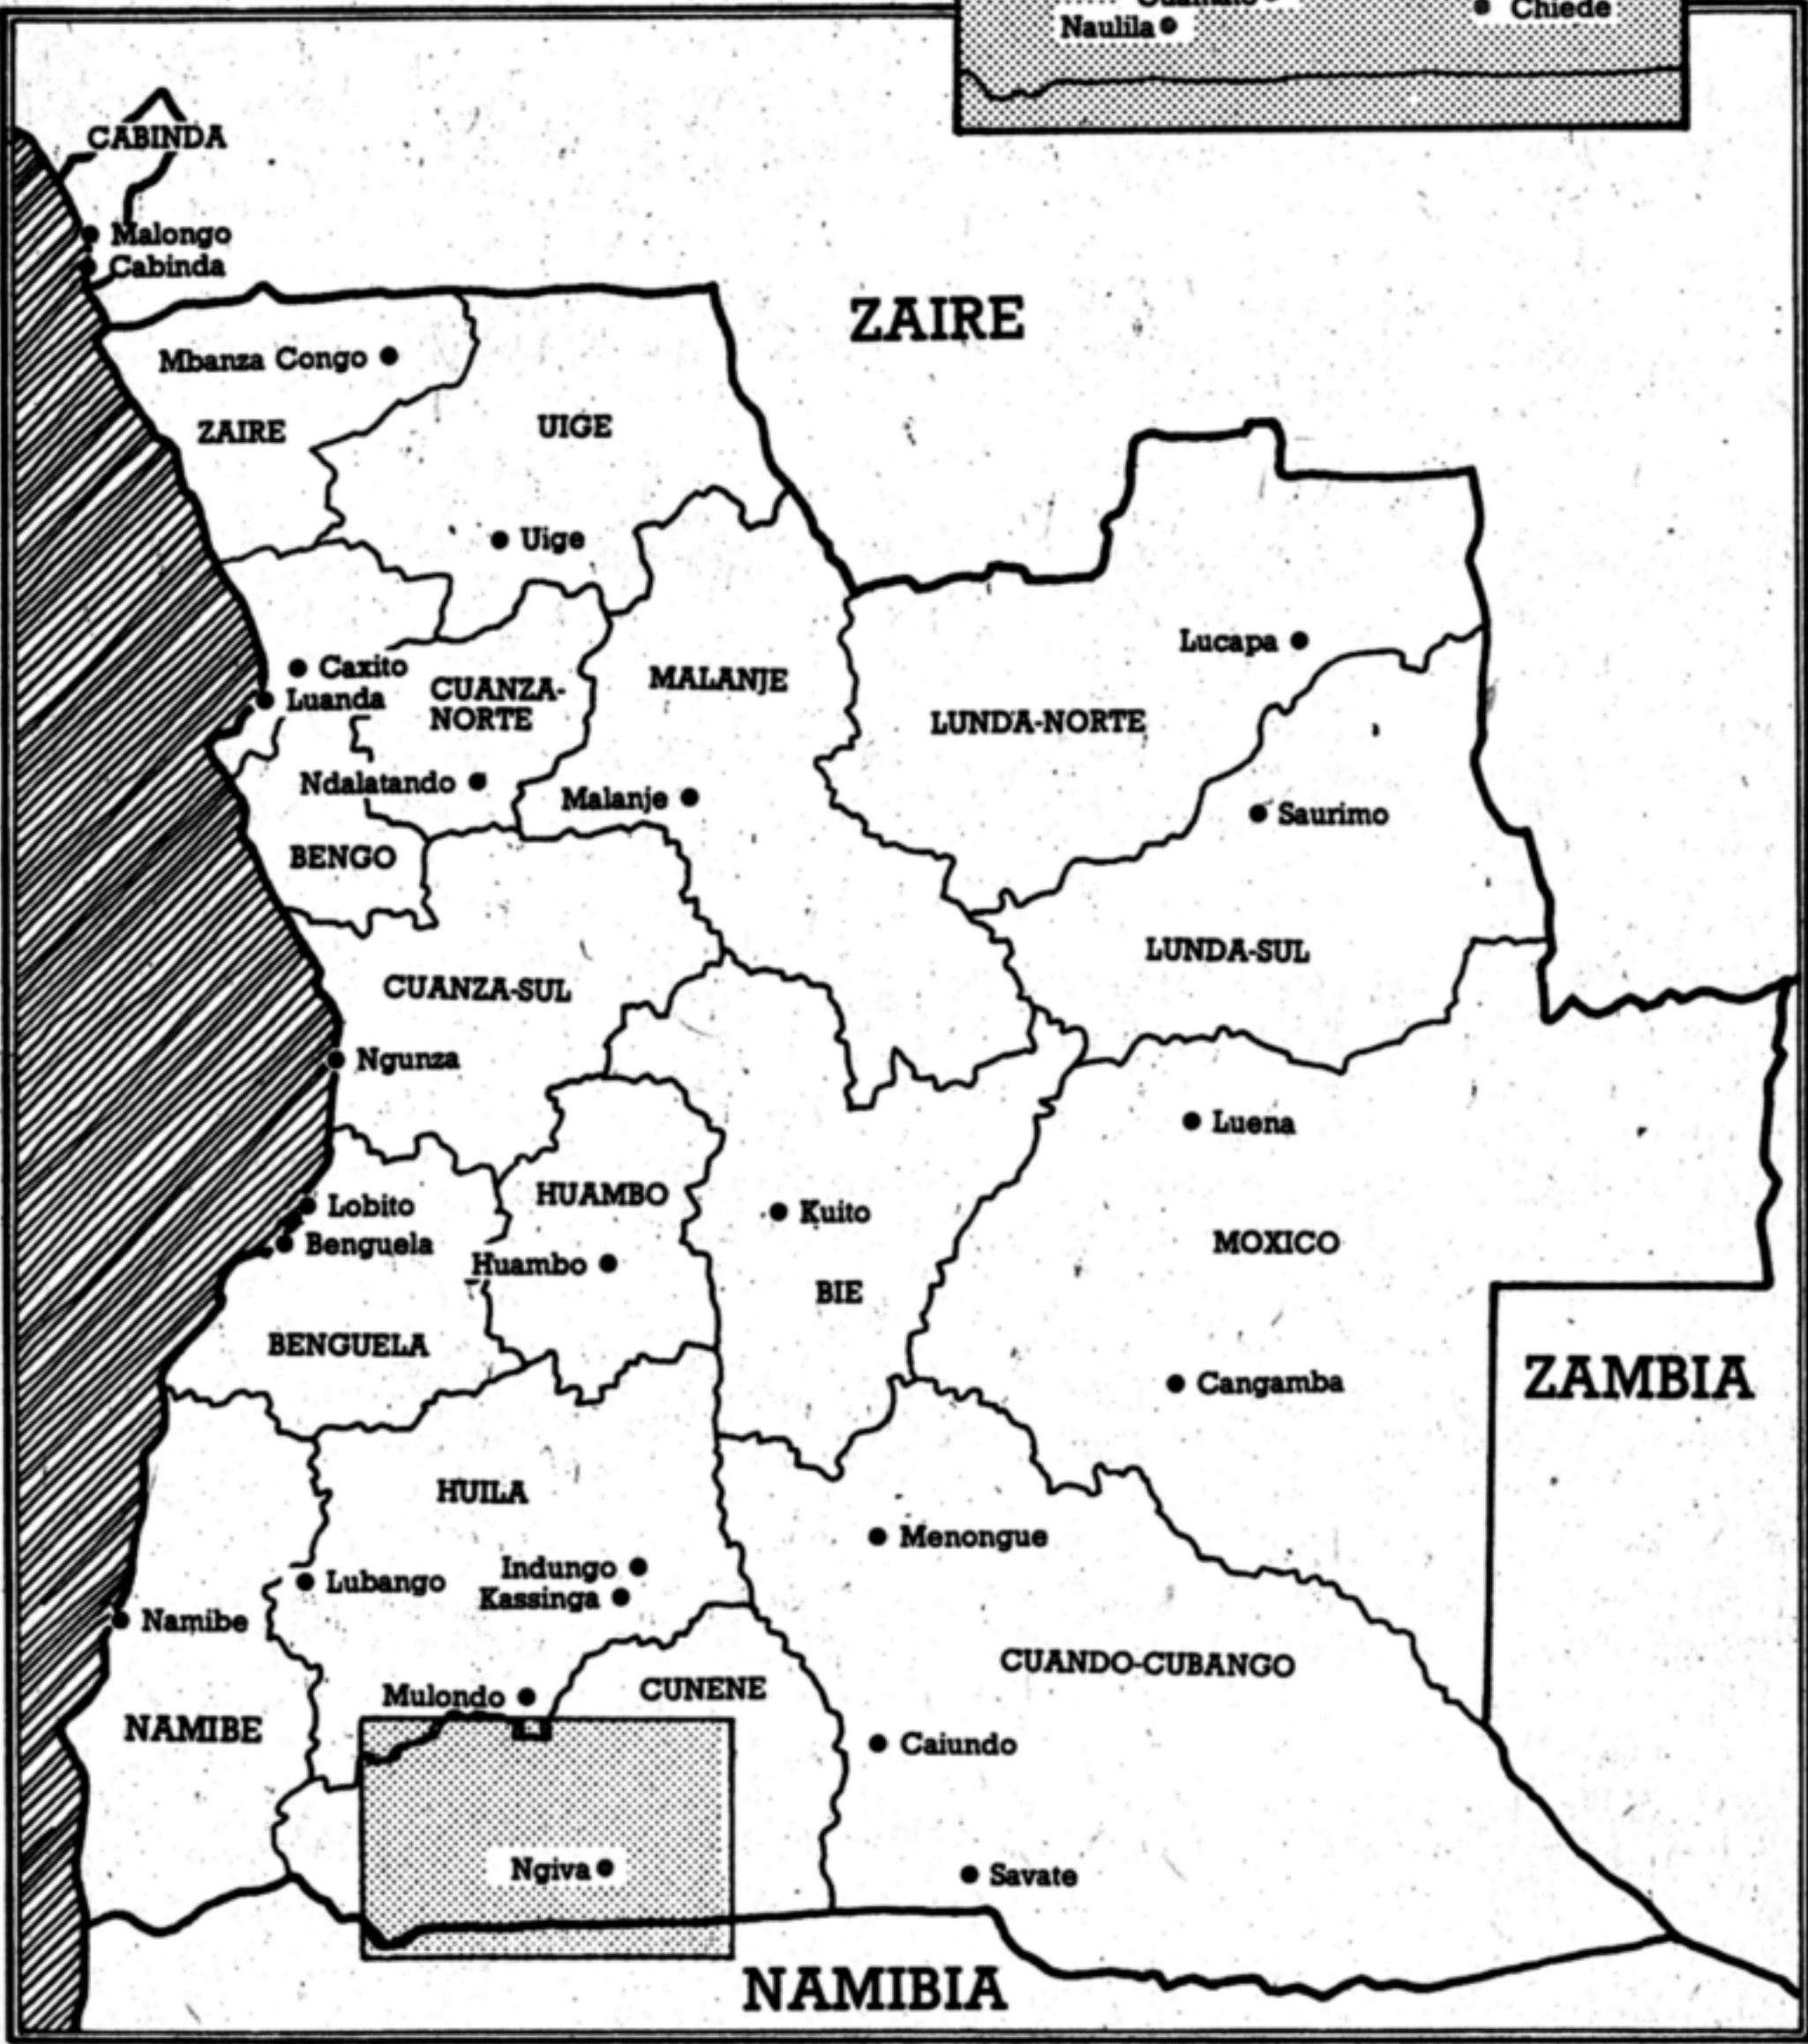 Chiede
Naulila
CABINDA
Malongo
Cabinda
ZAIRE
Mbanza Congo
ZAIRE
UIGE
Uige
Lucapa
Caxito
Luanda
CUANZA-
NORTE
MALANJE
LUNDA-NORTE
Ndalatando
Malanje
Saurimo
BENGO
LUNDA-SUL
CUANZA-SUL
Ngunza
Luena
Lobito
Benguela
HUAMBO
Huambo
Kuito
BIE
MOXICO
BENGUELA
Cangamba
ZAMBIA
HUILA
Menongue
Indungo
Kassinga
Lubango
Namibe
CUANDO-CUBANGO
Mulondo
CUNENE
NAMIBE
Caiundo
Ngiva
Savate
NAMIBIA